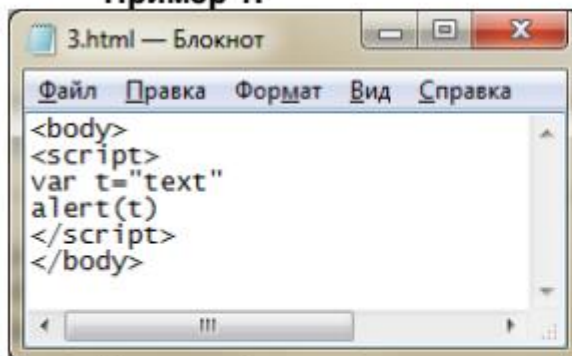 Пример 1.
3.html — Блокнот
Файл Правка Формат Вид Справка
<body>
<script>
var t="text"
alert(t)
</script>
</body>